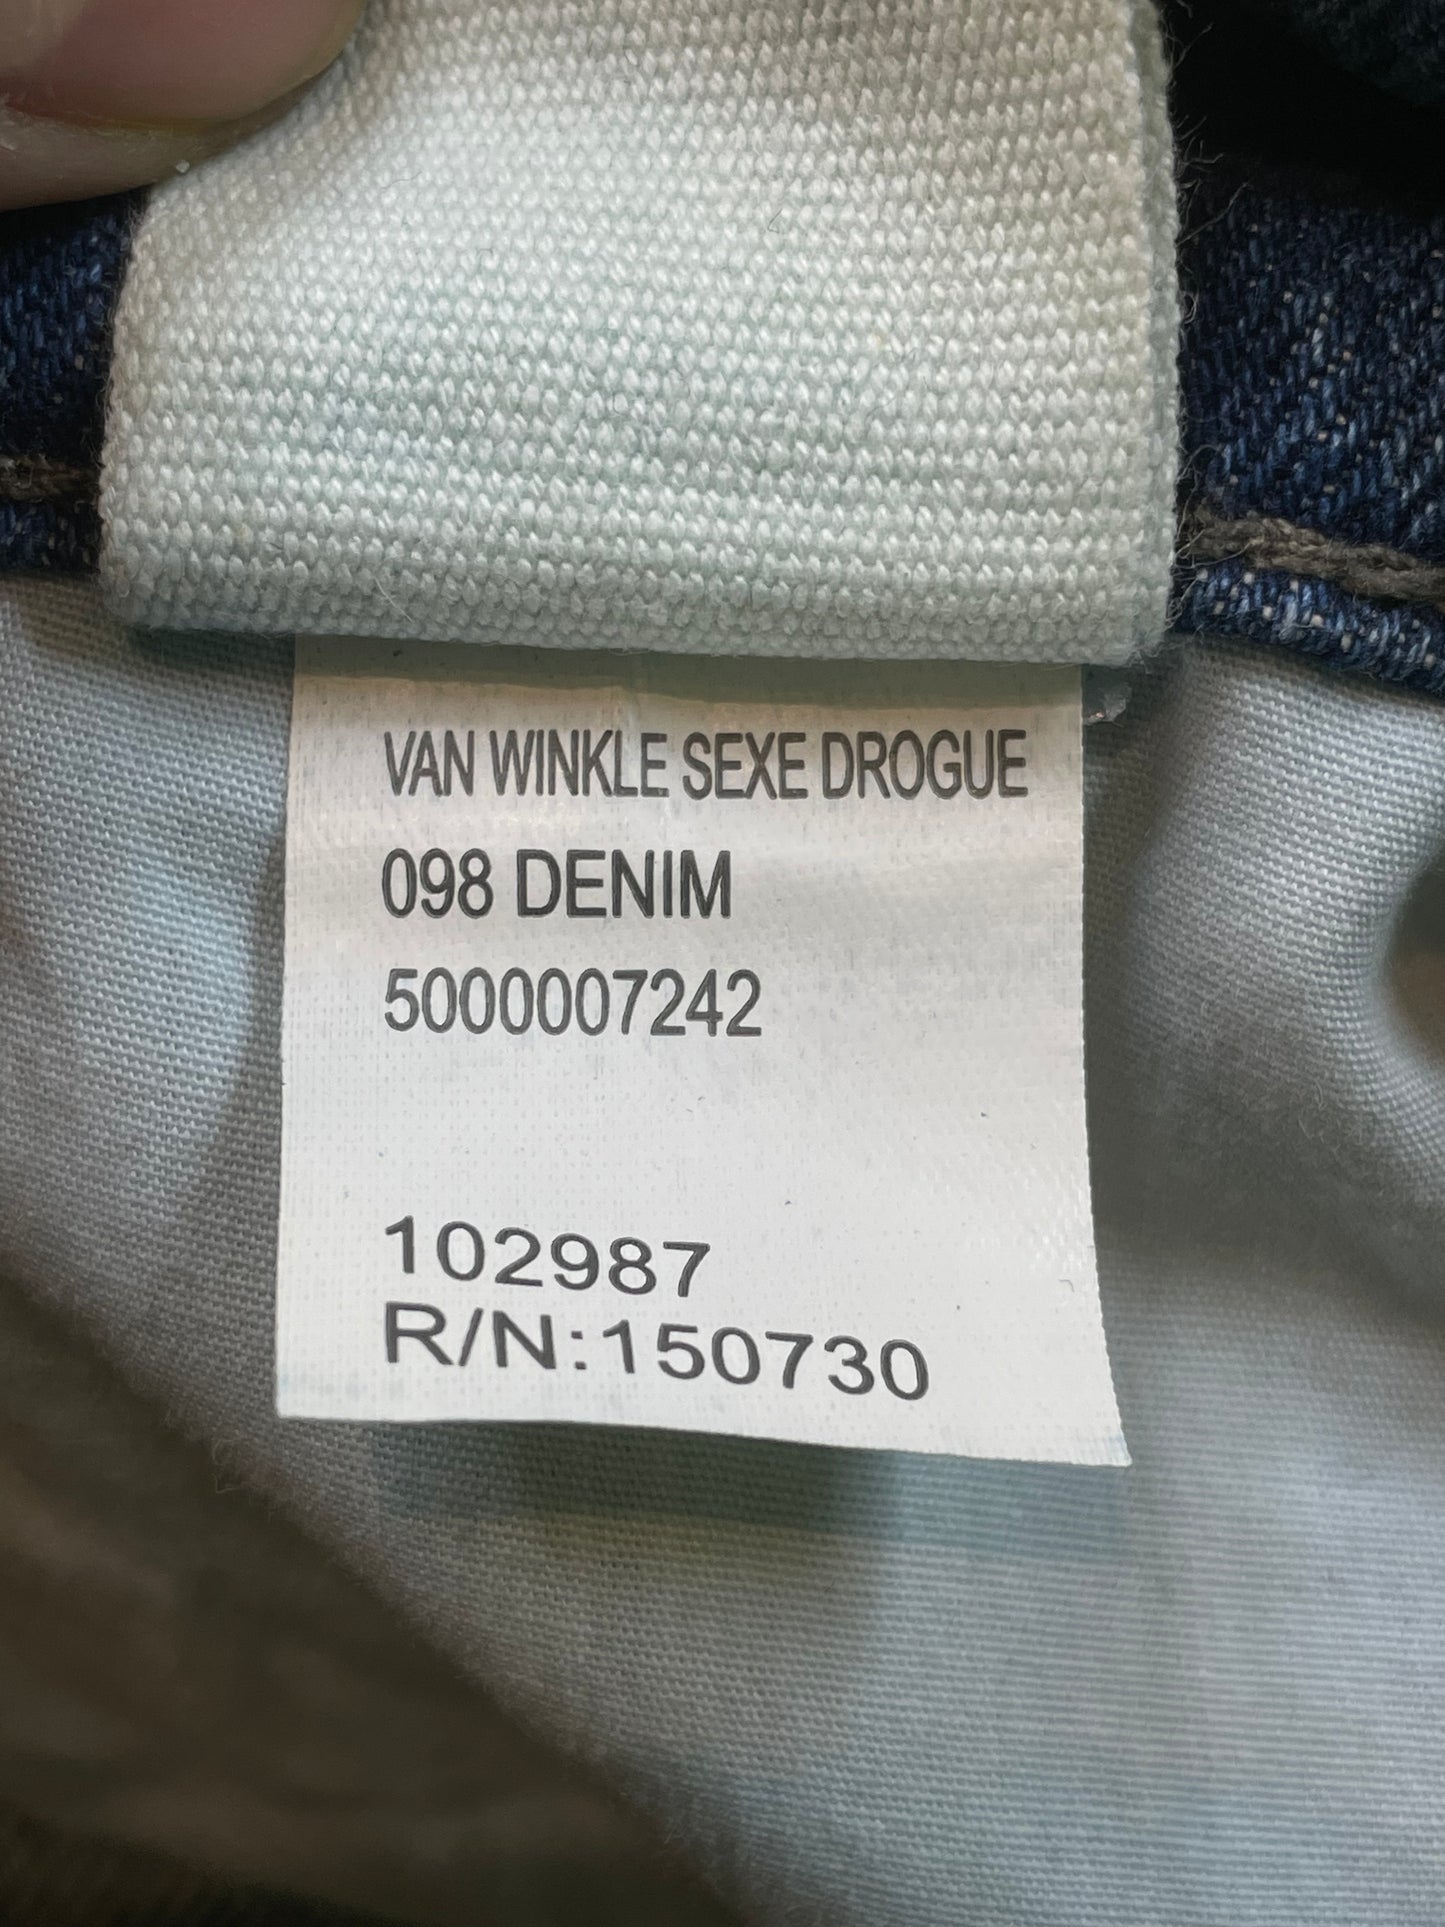 VAN WINKLE SEXE DROGUE
098 DENIM
5000007242
102987
R/N:150730